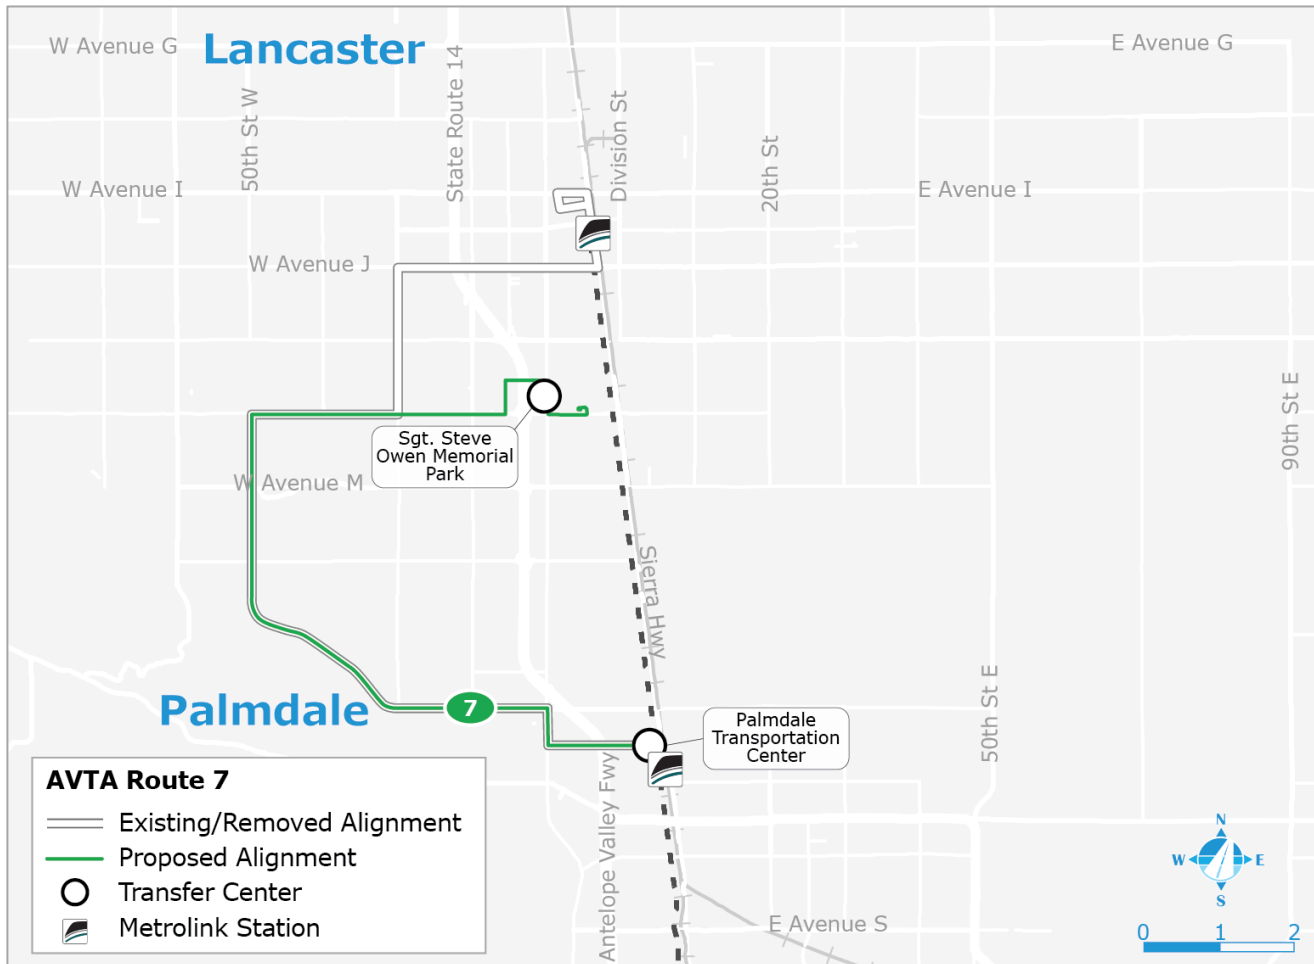 W Avenue G
Lancaster
E Avenue G
State Route 14
50th St W
Division St
20th St
W Avenue I
E Avenue I
W Avenue J
90th St E
Sgt. Steve
Owen Memorial
Park
W Avenue M
Sierra Hwy
Palmdale
7
Palmdale
Transportation
Center
50th St E
Antelope Valley Fwy
AVTA Route 7
Existing/Removed Alignment
Proposed Alignment
Transfer Center
Metrolink Station
E Avenue S
N
W
E
S
0 1 2